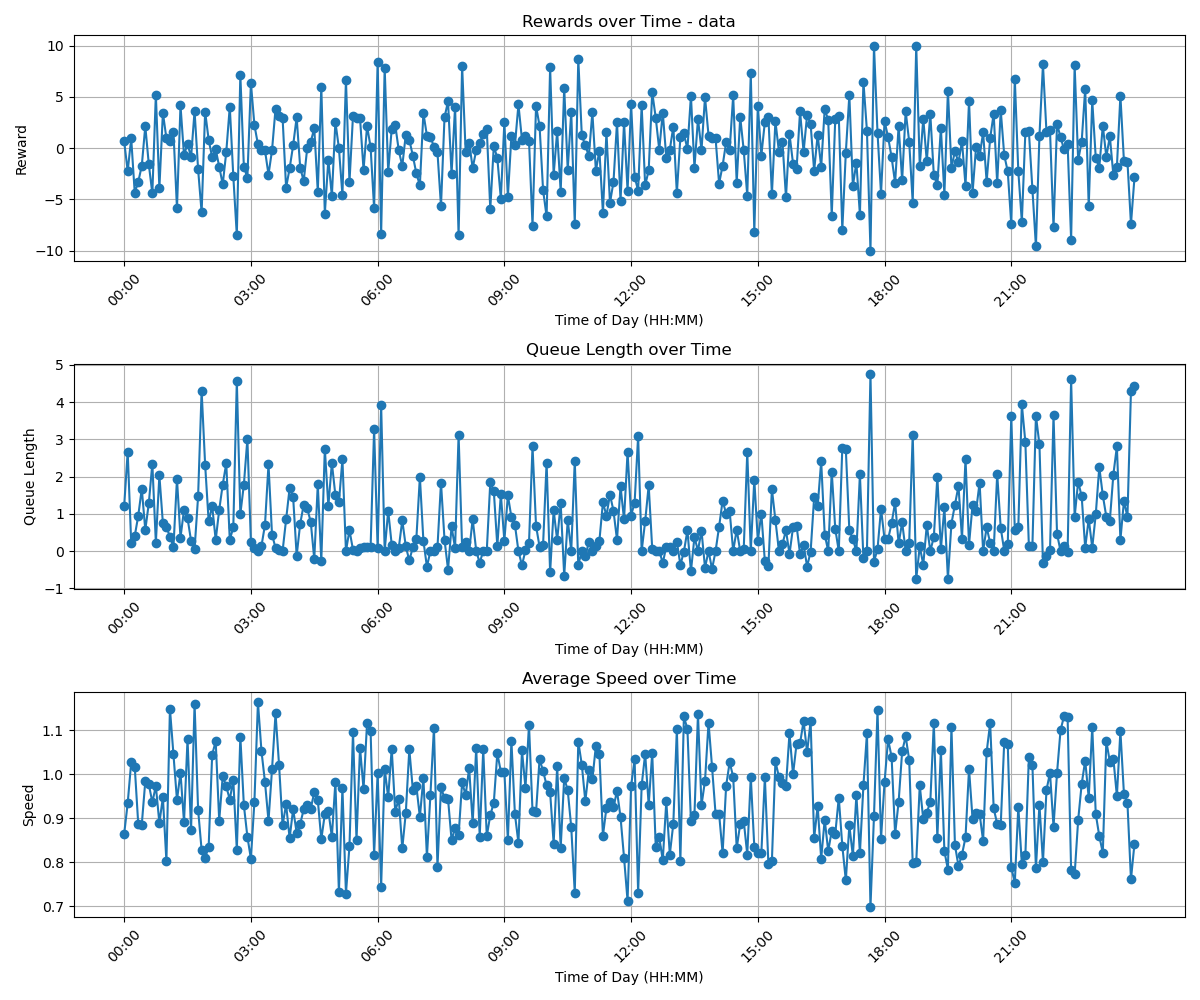 Rewards over Time - data
10
5
0
−5
−10
Reward
00:00 03:00 06:00 09:00 12:00 15:00 18:00 21:00
Time of Day (HH:MM)
Queue Length over Time
5
4
3
2
1
0
−1
Queue Length
00:00 03:00 06:00 09:00 12:00 15:00 18:00 21:00
Time of Day (HH:MM)
Average Speed over Time
1.1
1.0
0.9
0.8
0.7
Speed
00:00 03:00 06:00 09:00 12:00 15:00 18:00 21:00
Time of Day (HH:MM)